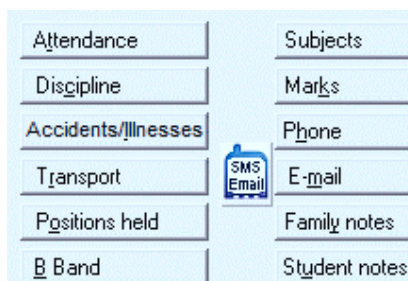 Attendance
Discipline
Accidents/Illnesses
Transport
Positions held
B Band
SMS
Email
Subjects
Marks
Phone
E-mail
Family notes
Student notes